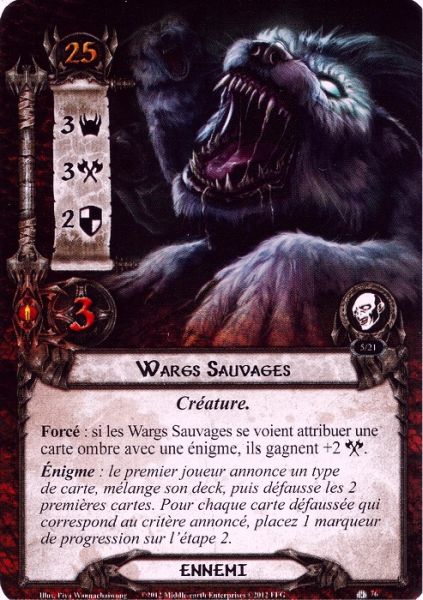 25
3
3
2
3
5/21
WARGS SAUVAGES
Créature.
Forcé : si les Wargs Sauvages se voient attribuer une
carte ombre avec une énigme, ils gagnent +2
Énigme : le premier joueur annonce un type
de carte, mélange son deck, puis défausse les 2
premières cartes. Pour chaque carte défaussée qui
correspond au critère annoncé, placez 1 marqueur
de progression sur l'étape 2.
ENNEMI
Illus. Tiya Wannachaiwong ©2012 Middle-earth Enterprises ©2012 FFG 76